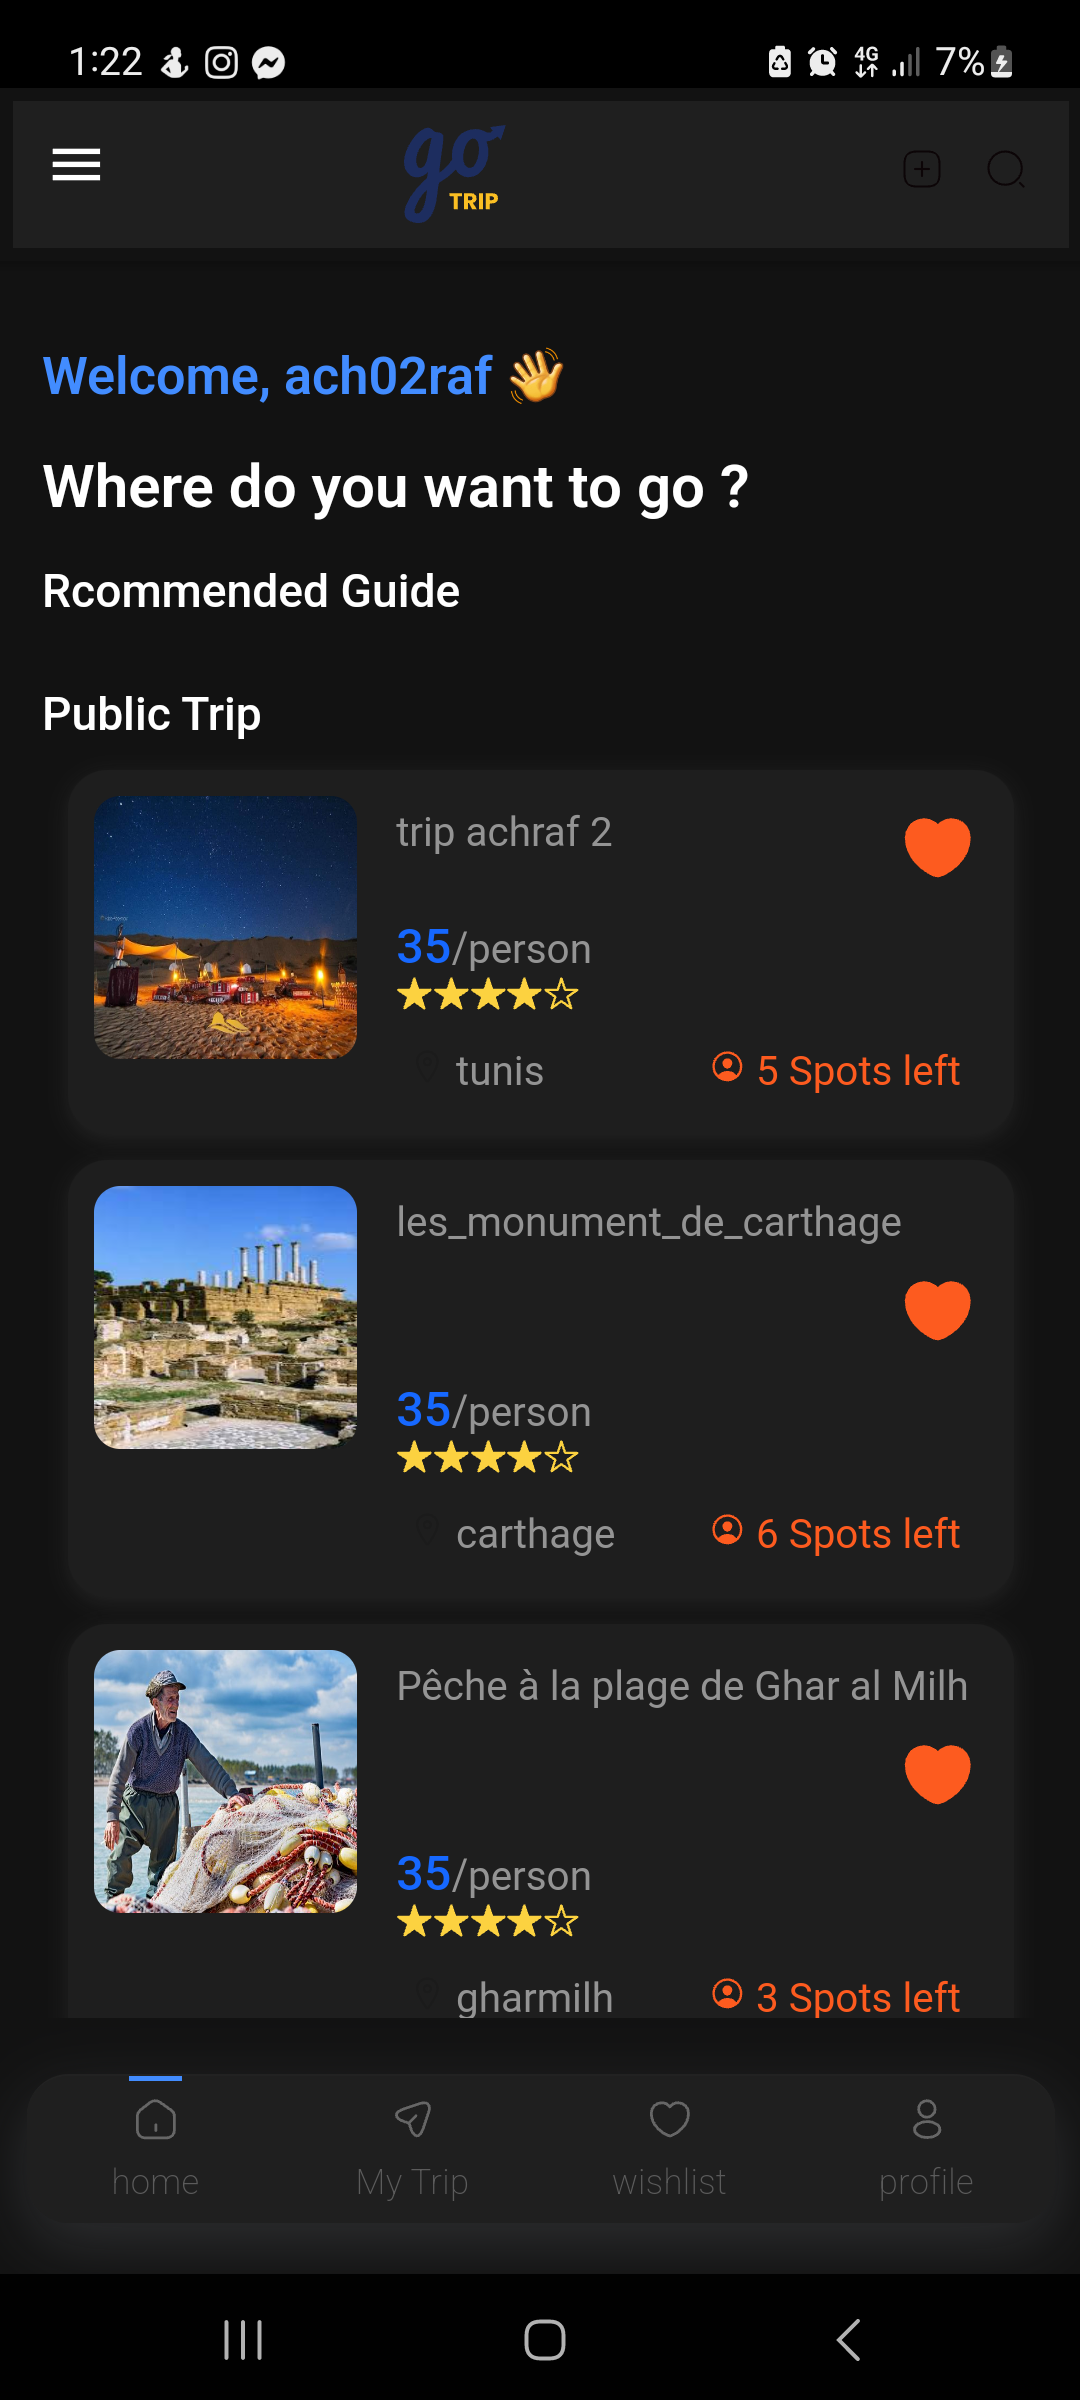 1:22
4G
7%
go
TRIP
Welcome, ach02raf 👋
Where do you want to go ?
Rcommended Guide
Public Trip
trip achraf 2
35/person
tunis
5 Spots left
les_monument_de_carthage
35/person
carthage
6 Spots left
Pêche à la plage de Ghar al Milh
35/person
gharmilh
3 Spots left
home
My Trip
wishlist
profile